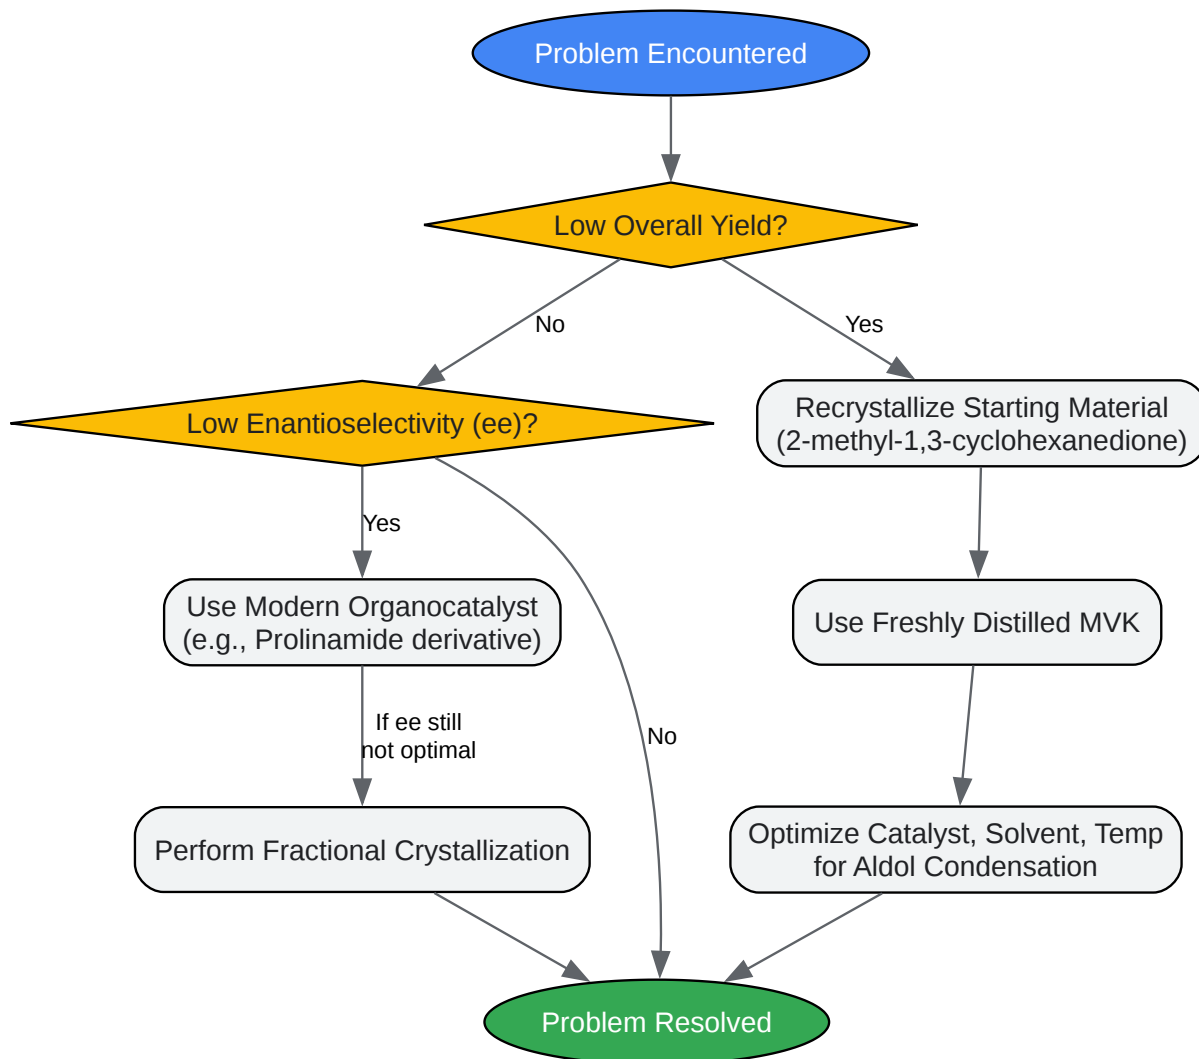 Problem Encountered
Low Overall Yield?
No
Yes
Low Enantioselectivity (ee)?
Recrystallize Starting Material
(2-methyl-1,3-cyclohexanedione)
Yes
Use Modern Organocatalyst
(e.g., Prolinamide derivative)
Use Freshly Distilled MVK
If ee still
not optimal
No
Perform Fractional Crystallization
Optimize Catalyst, Solvent, Temp
for Aldol Condensation
Problem Resolved